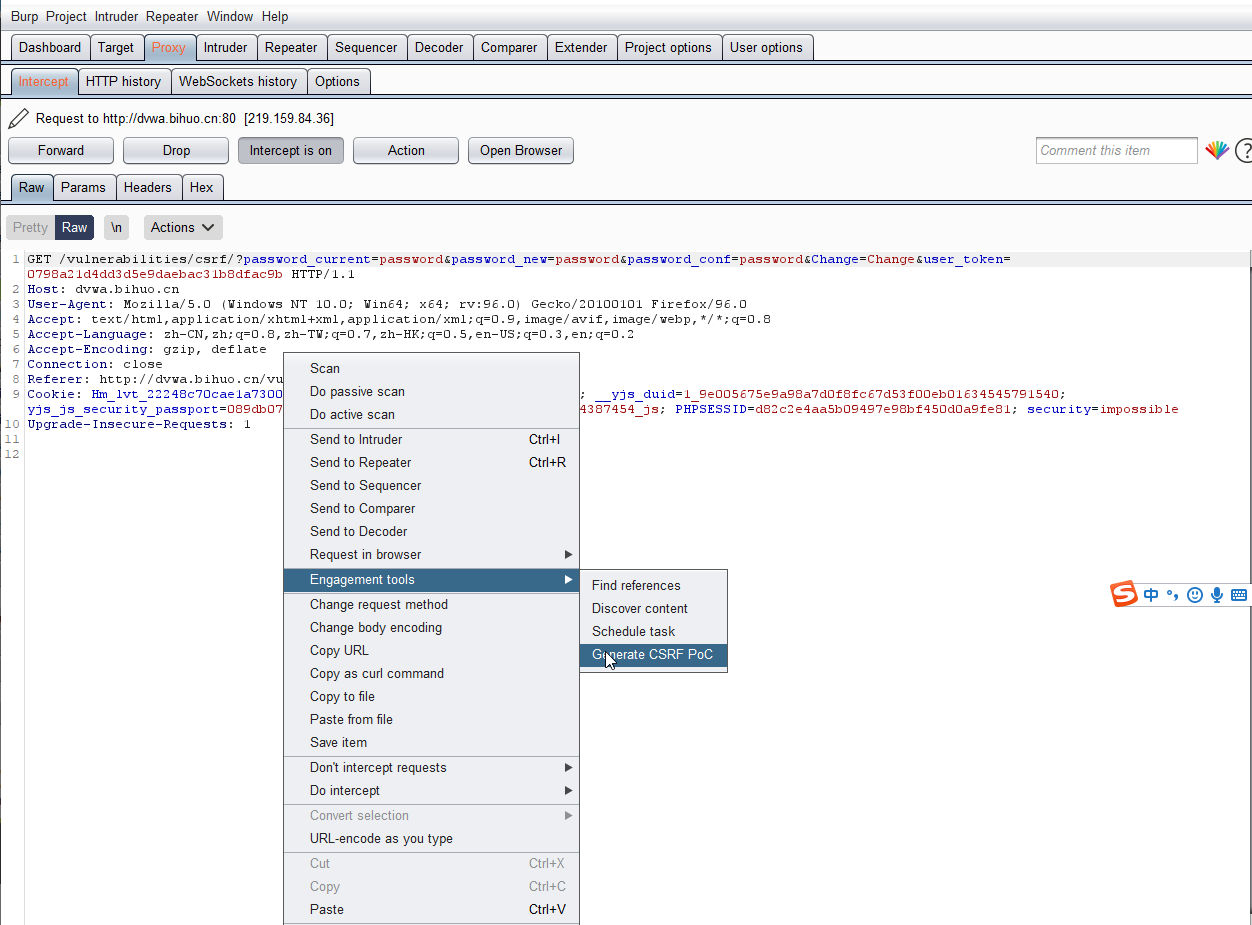 Burp Project Intruder Repeater Window Help
Dashboard Target Proxy Intruder Repeater Sequencer Decoder Comparer Extender Project options User options
Intercept HTTP history WebSockets history Options
Request to http://dvwa.bihuo.cn:80 [219.159.84.36]
Forward Drop Intercept is on Action Open Browser Comment this item ?
Raw Params Headers Hex
Pretty Raw \n Actions
1 GET /vulnerabilities/csrf/?password_current=password&password_new=password&password_conf=password&Change=Change&user_token=
0798a21d4dd3d5e9daebac31b8dfac9b HTTP/1.1
2 Host: dvwa.bihuo.cn
3 User-Agent: Mozilla/5.0 (Windows NT 10.0; Win64; x64; rv:96.0) Gecko/20100101 Firefox/96.0
4 Accept: text/html,application/xhtml+xml,application/xml;q=0.9,image/avif,image/webp,*/*;q=0.8
5 Accept-Language: zh-CN,zh;q=0.8,zh-TW;q=0.7,zh-HK;q=0.5,en-US;q=0.3,en;q=0.2
6 Accept-Encoding: gzip, deflate
7 Connection: close
8 Referer: http://dvwa.bihuo.cn/vu
9 Cookie: Hm_lvt_22248c70cae1a7300 ; __yjs_duid=1_9e005675e9a98a7d0f8fc67d53f00eb01634545791540;
yjs_js_security_passport=089db07 4387454_js; PHPSESSID=d82c2e4aa5b09497e98bf450d0a9fe81; security=impossible
10 Upgrade-Insecure-Requests: 1
11
12
Scan
Do passive scan
Do active scan
Send to Intruder Ctrl+I
Send to Repeater Ctrl+R
Send to Sequencer
Send to Comparer
Send to Decoder
Request in browser
Engagement tools
Find references
Discover content
Schedule task
Generate CSRF PoC
Change request method
Change body encoding
Copy URL
Copy as curl command
Copy to file
Paste from file
Save item
Don't intercept requests
Do intercept
Convert selection
URL-encode as you type
Cut Ctrl+X
Copy Ctrl+C
Paste Ctrl+V
S 中 °,